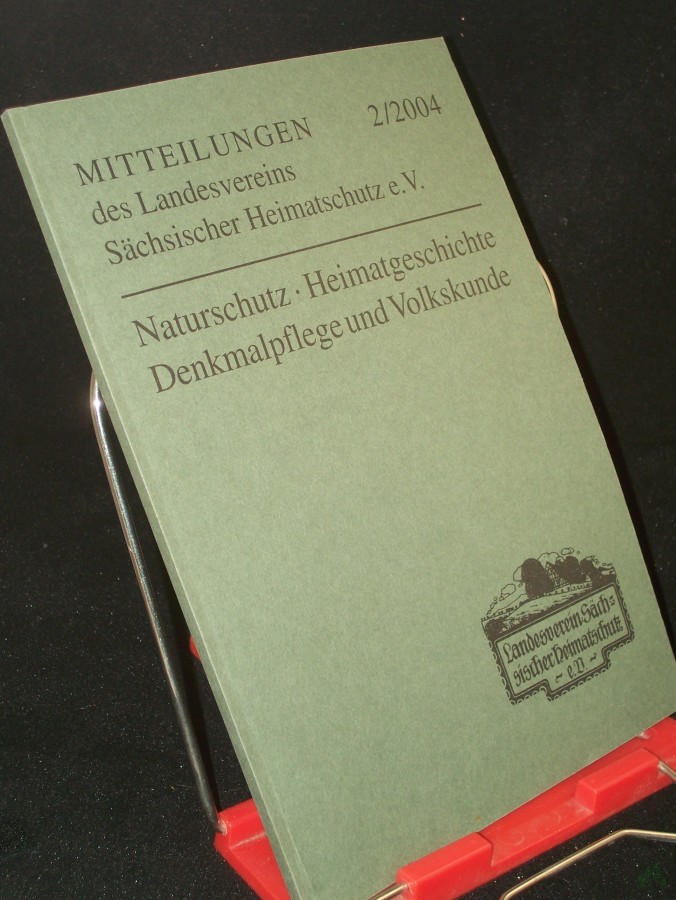 MITTEILUNGEN 2/2004
des Landesvereins
Sächsischer Heimatschutz e.V.
Naturschutz · Heimatgeschichte
Denkmalpflege und Volkskunde
Landesverein Säch=
sischer Heimatschutz
~ e.V ~